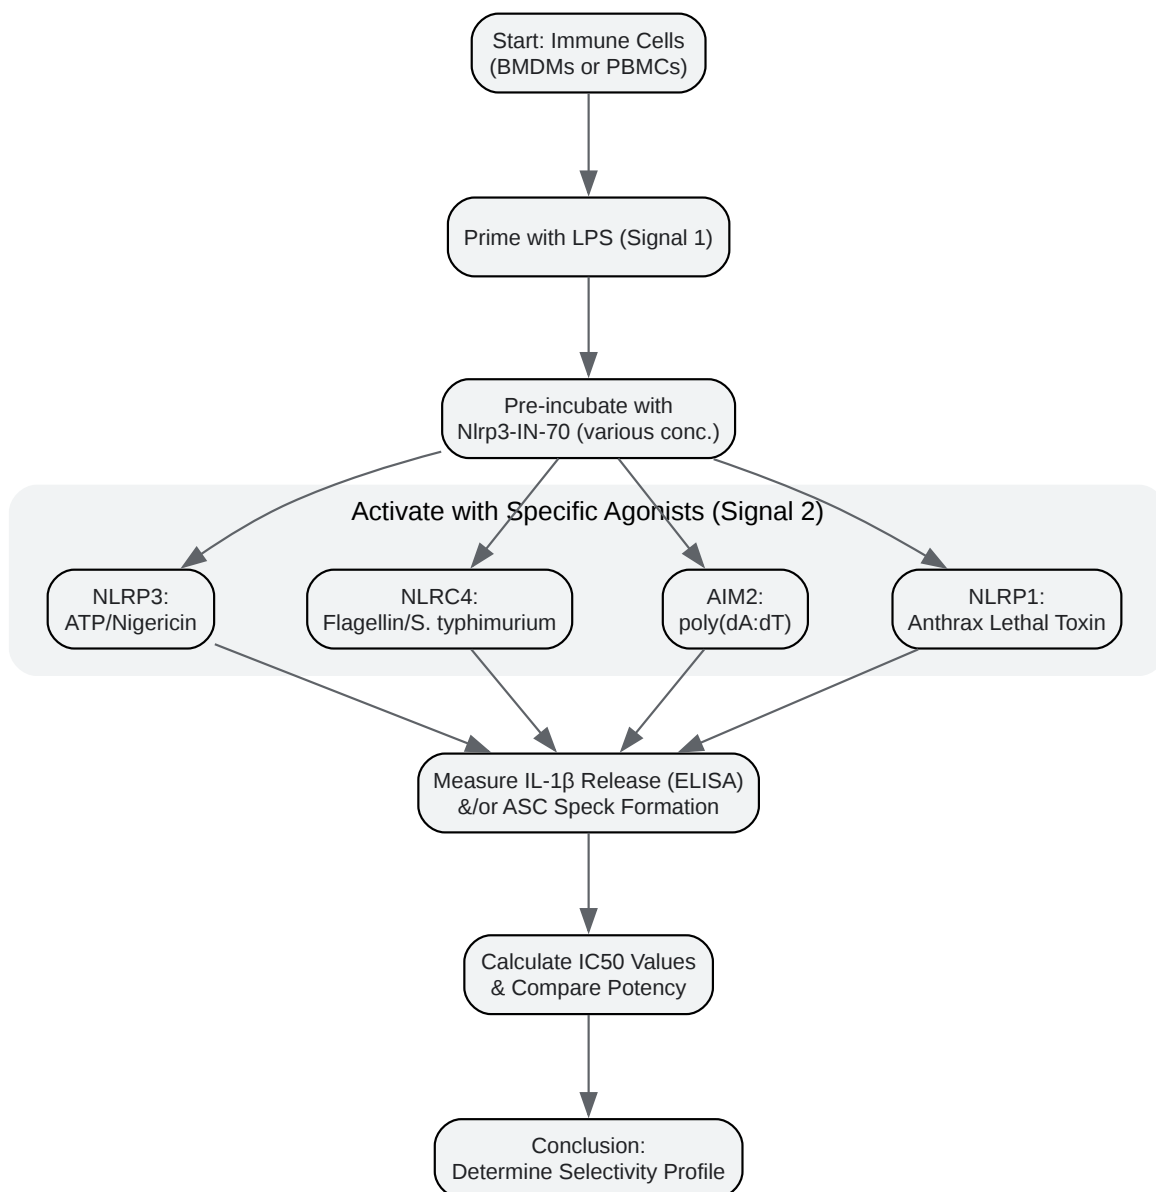 Start: Immune Cells
(BMDMs or PBMCs)
Prime with LPS (Signal 1)
Pre-incubate with
Nlrp3-IN-70 (various conc.)
Activate with Specific Agonists (Signal 2)
NLRP3:
ATP/Nigericin
NLRC4:
Flagellin/S. typhimurium
AIM2:
poly(dA:dT)
NLRP1:
Anthrax Lethal Toxin
Measure IL-1β Release (ELISA)
&/or ASC Speck Formation
Calculate IC50 Values
& Compare Potency
Conclusion:
Determine Selectivity Profile